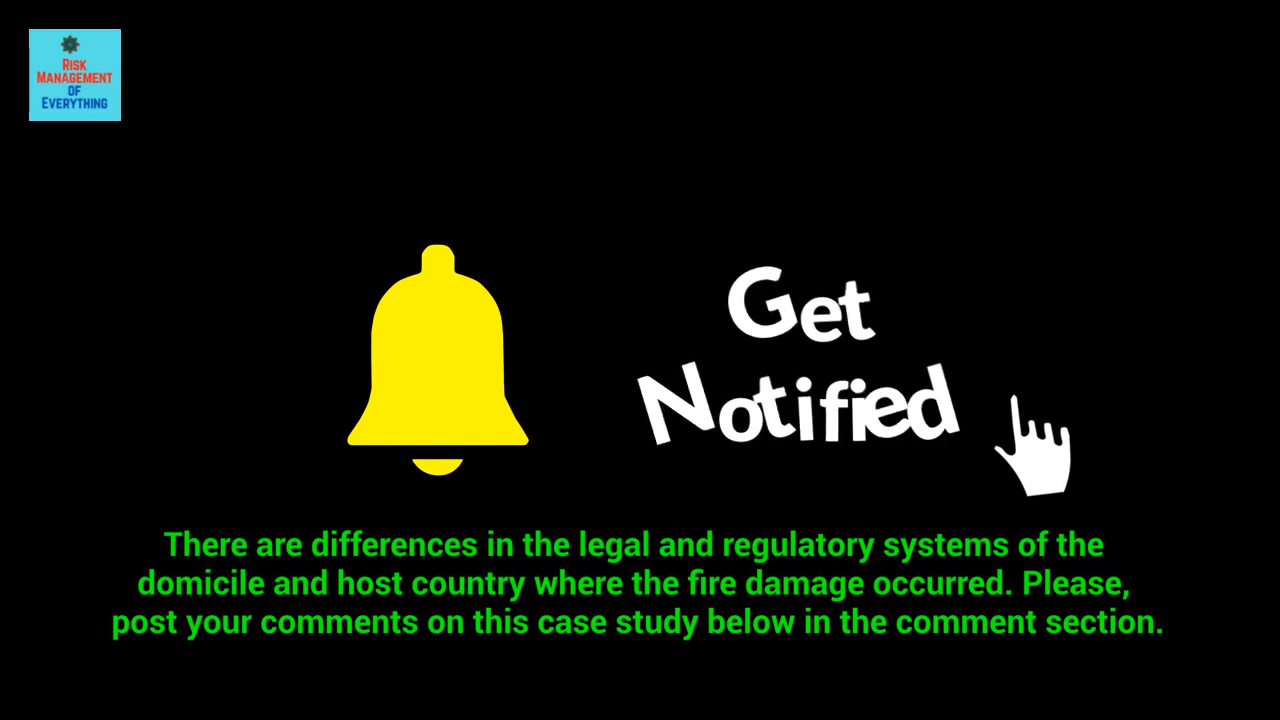 Risk
Management
of
Everything
Get
Notified
There are differences in the legal and regulatory systems of the
domicile and host country where the fire damage occurred. Please,
post your comments on this case study below in the comment section.